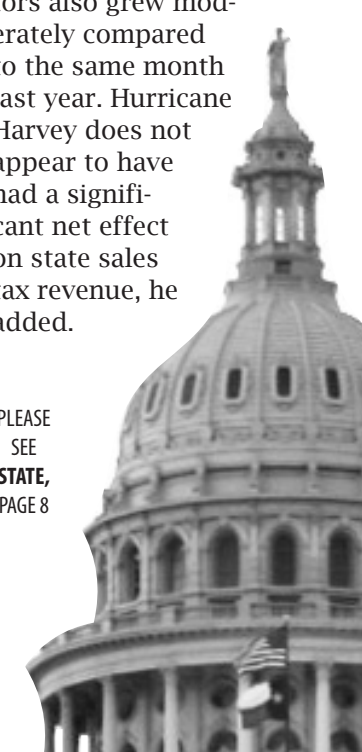 tors also grew mod-
erately compared
to the same month
last year. Hurricane
Harvey does not
appear to have
had a signifi-
cant net effect
on state sales
tax revenue, he
added.
PLEASE
SEE
STATE,
PAGE 8